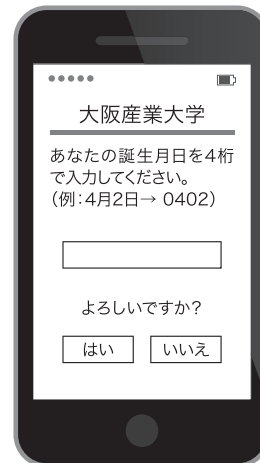 大阪産業大学
あなたの誕生月日を4桁
で入力してください。
（例：4月2日→ 0402）
よろしいですか？
はい　いいえ